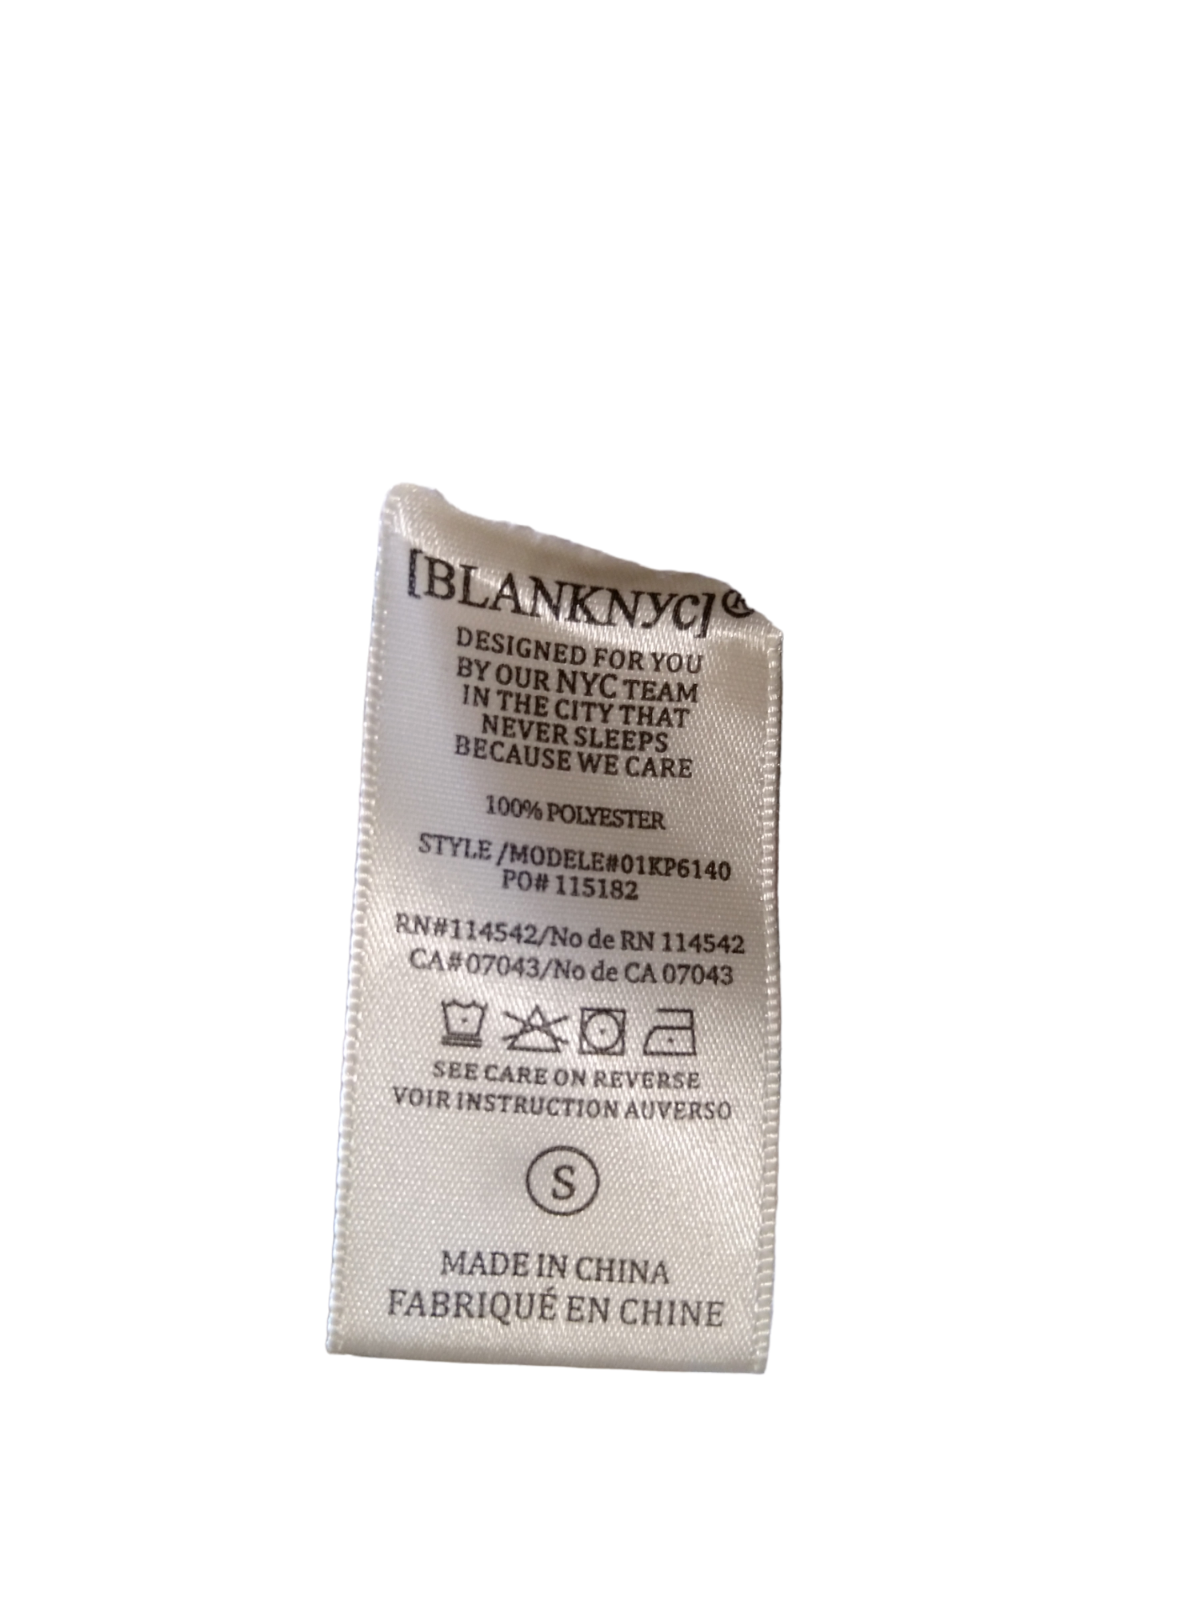 [BLANKNYC]®
DESIGNED FOR YOU
BY OUR NYC TEAM
IN THE CITY THAT
NEVER SLEEPS
BECAUSE WE CARE
100% POLYESTER
STYLE /MODELE#01KP6140
PO# 115182
RN#114542/No de RN 114542
CA#07043/No de CA 07043
SEE CARE ON REVERSE
VOIR INSTRUCTION AUVERSO
S
MADE IN CHINA
FABRIQUÉ EN CHINE